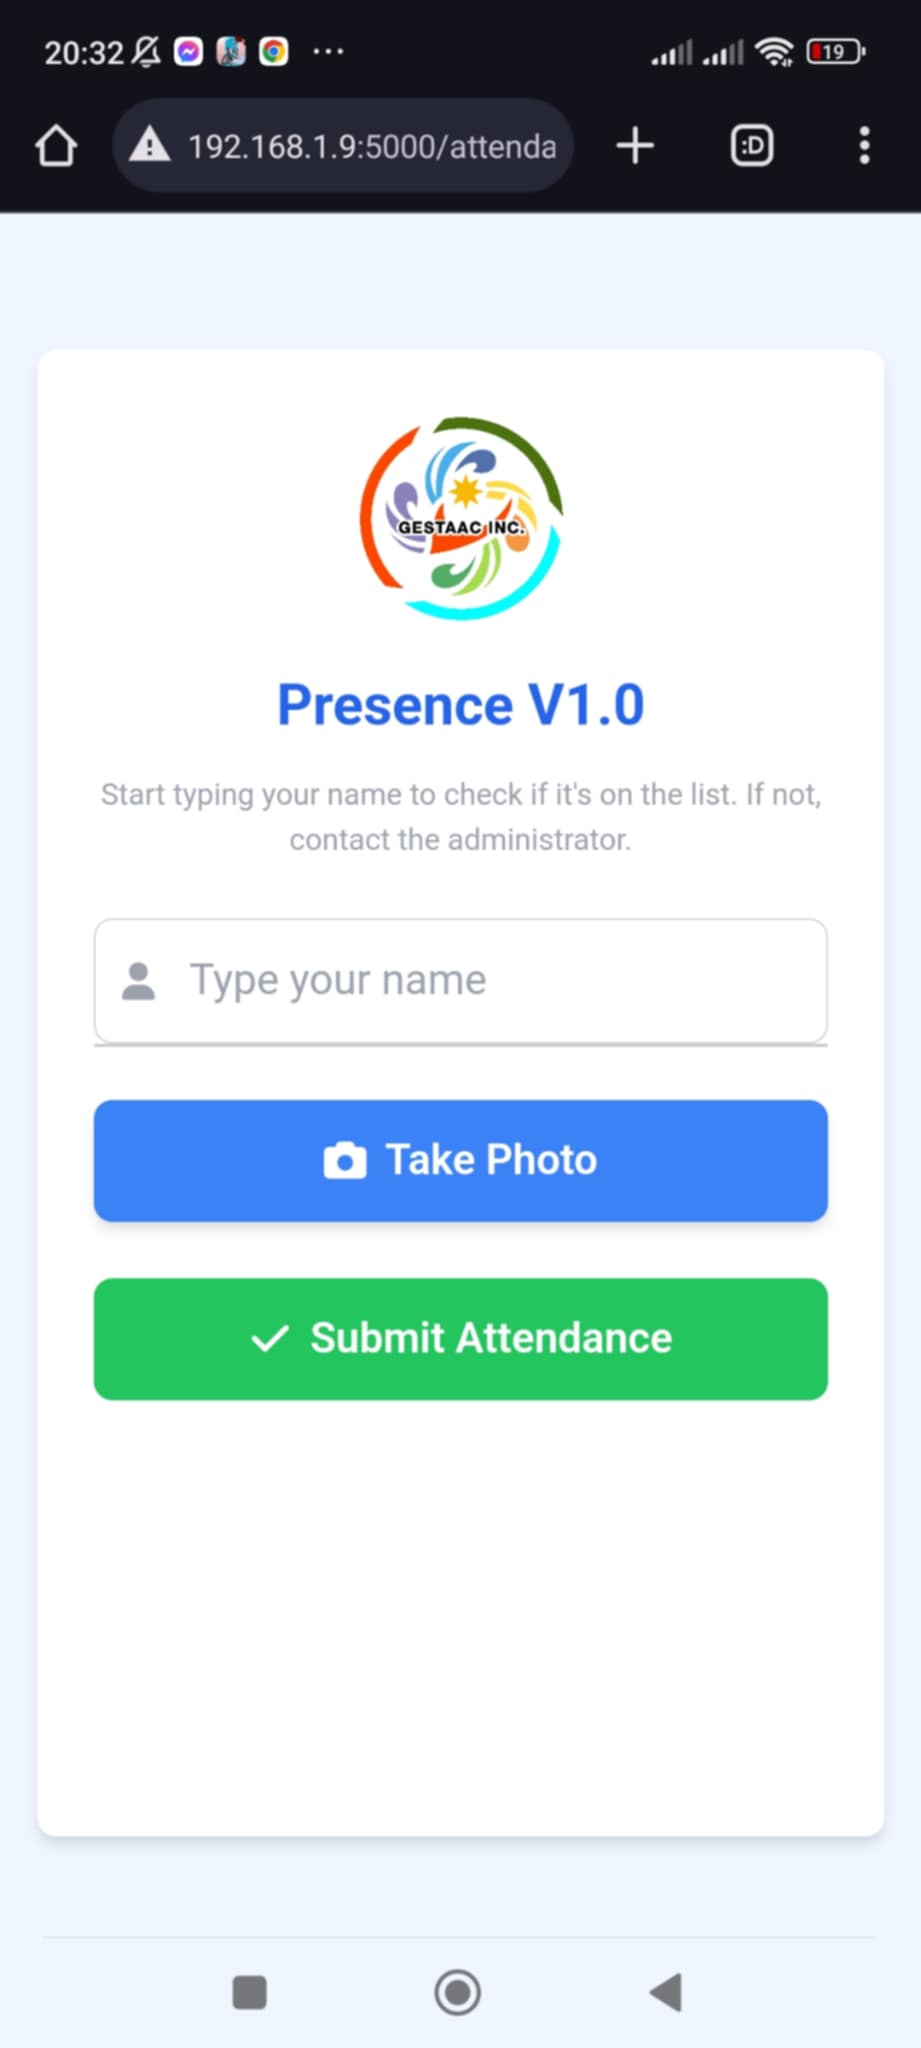 20:32
19
192.168.1.9:5000/attenda
:D
GESTAAC INC.
Presence V1.0
Start typing your name to check if it's on the list. If not,
contact the administrator.
Type your name
Take Photo
Submit Attendance